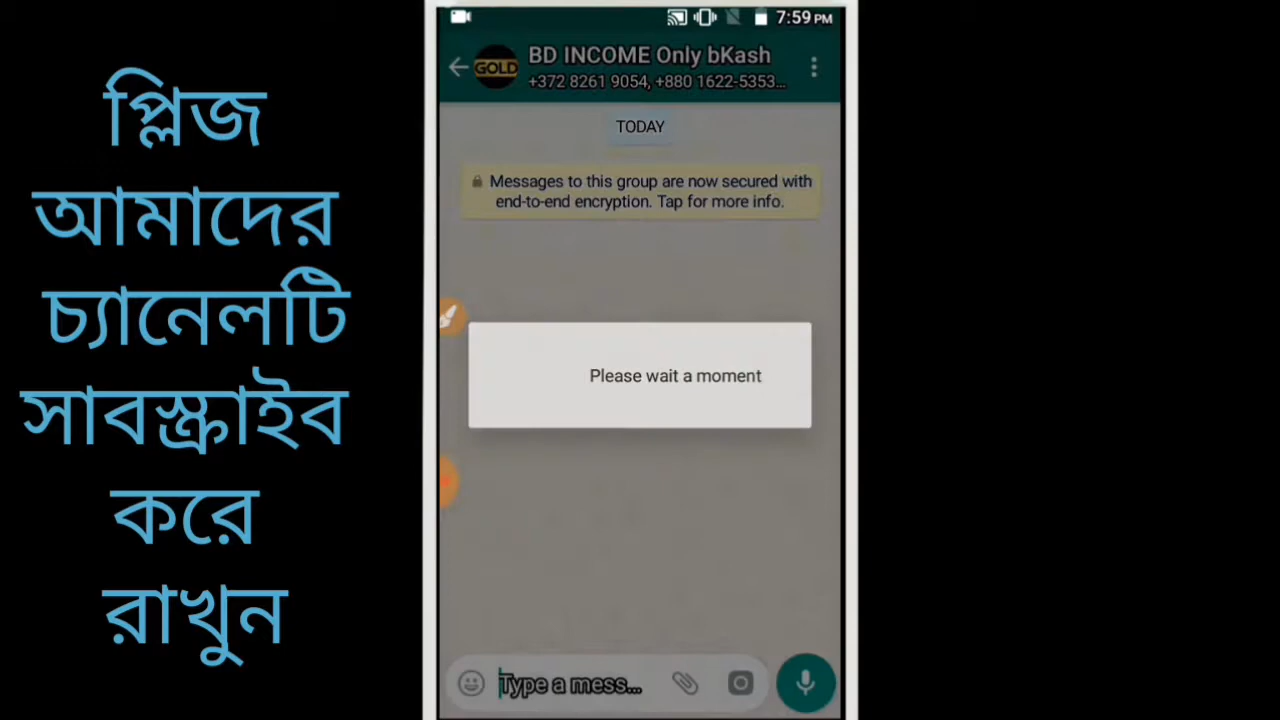 প্লিজ
আমাদের
চ্যানেলটি
সাবস্ক্রাইব
করে
রাখুন
7:59 PM
GOLD
BD INCOME Only bKash
+372 8261 9054, +880 1622-5353...
TODAY
Messages to this group are now secured with
end-to-end encryption. Tap for more info.
Please wait a moment
Type a mess...